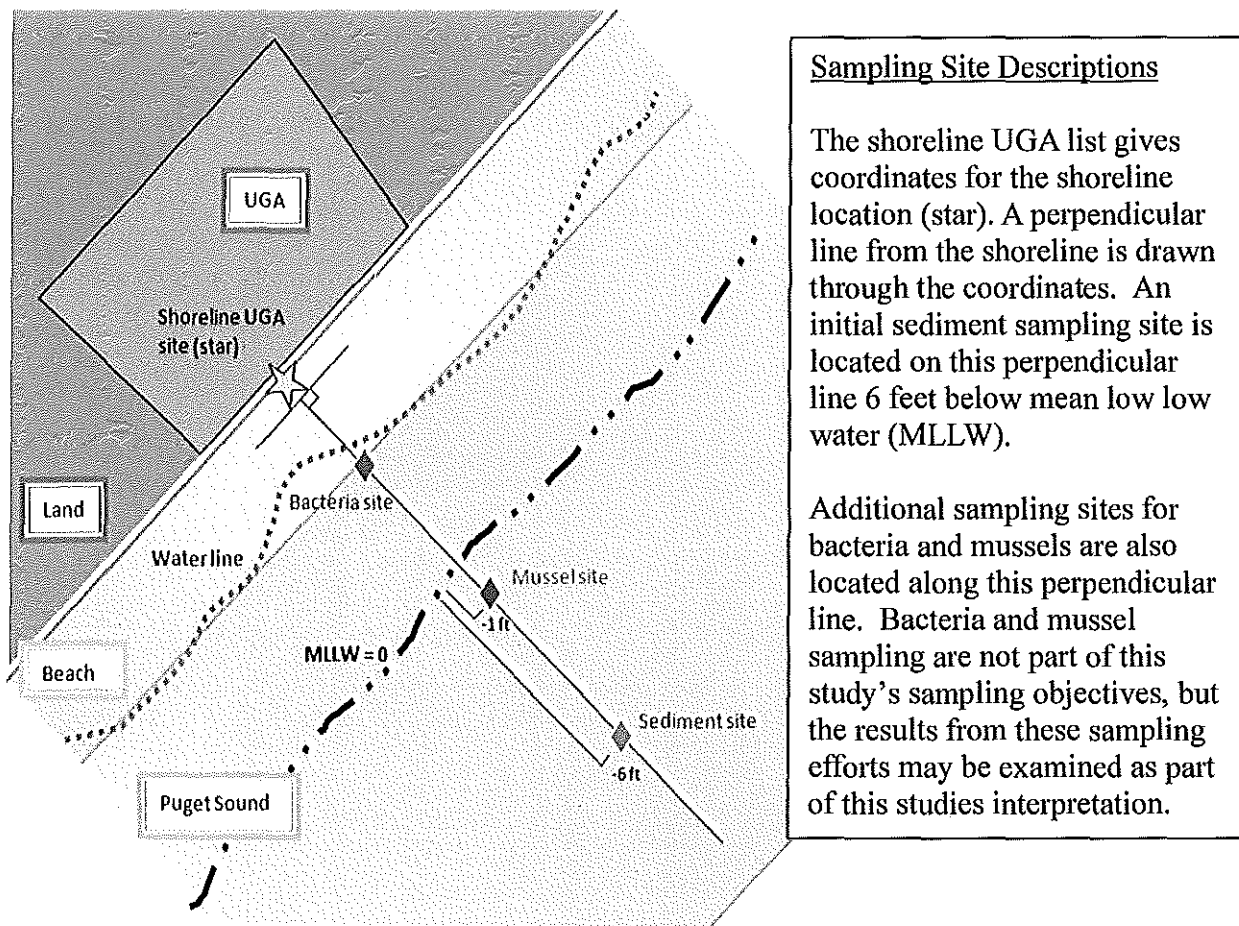 UGA
Shoreline UGA
site (star)
Land
Bacteria site
Water line
Mussel site
-1 ft
MLLW = 0
Beach
Sediment site
-6 ft
Puget Sound
Sampling Site Descriptions
The shoreline UGA list gives
coordinates for the shoreline
location (star). A perpendicular
line from the shoreline is drawn
through the coordinates. An
initial sediment sampling site is
located on this perpendicular
line 6 feet below mean low low
water (MLLW).
Additional sampling sites for
bacteria and mussels are also
located along this perpendicular
line. Bacteria and mussel
sampling are not part of this
study's sampling objectives, but
the results from these sampling
efforts may be examined as part
of this studies interpretation.